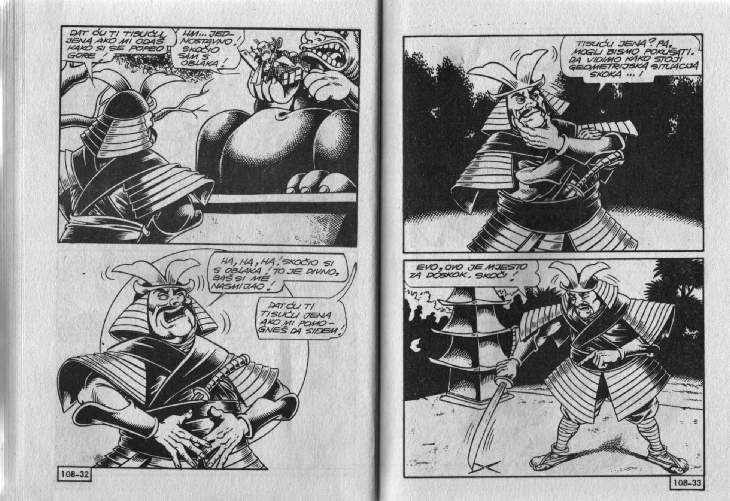 DAT ĆU TI TISUĆU
JENA AKO MI ODAŠ
KAKO SI SE POPEO
GORE!
HM... JED-
NOSTAVNO!
SKOČIO
SAM S
OBLAKA!
HA, HA, HA! SKOČIO SI
S OBLAKA! TO JE DIVNO,
BAŠ SI ME
NASMIJAO!
DAT ĆU TI
TISUĆU JENA
AKO MI POMO-
GNEŠ DA SIĐEM!
108-32
TISUĆU JENA? PA,
MOGLI BISMO POKUŠATI.
DA VIDIMO KAKO STOJI
GEOMETRIJSKA SITUACIJA
SKOKA...!
EVO, OVO JE MJESTO
ZA DOSKOK. SKOČI!
108-33